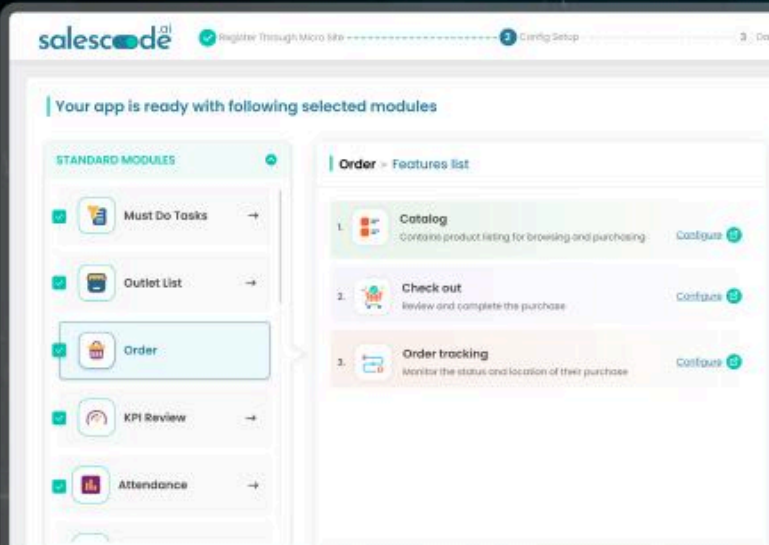 salescode.ai
Register Through Micro Site
2 Config Setup
3
Your app is ready with following selected modules
STANDARD MODULES
Must Do Tasks
Outlet List
Order
KPI Review
Attendance
Order - Features list
1. Catalog
Contains product listing for browsing and purchasing
Configure
2. Check out
Review and complete the purchase
Configure
3. Order tracking
Monitor the status and location of their purchase
Configure